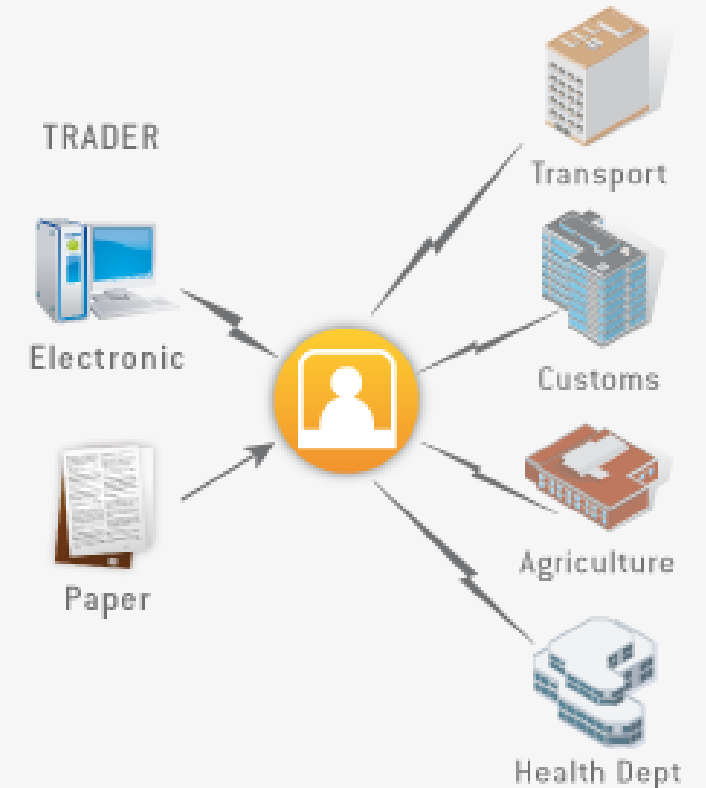 TRADER
Electronic
Paper
Transport
Customs
Agriculture
Health Dept